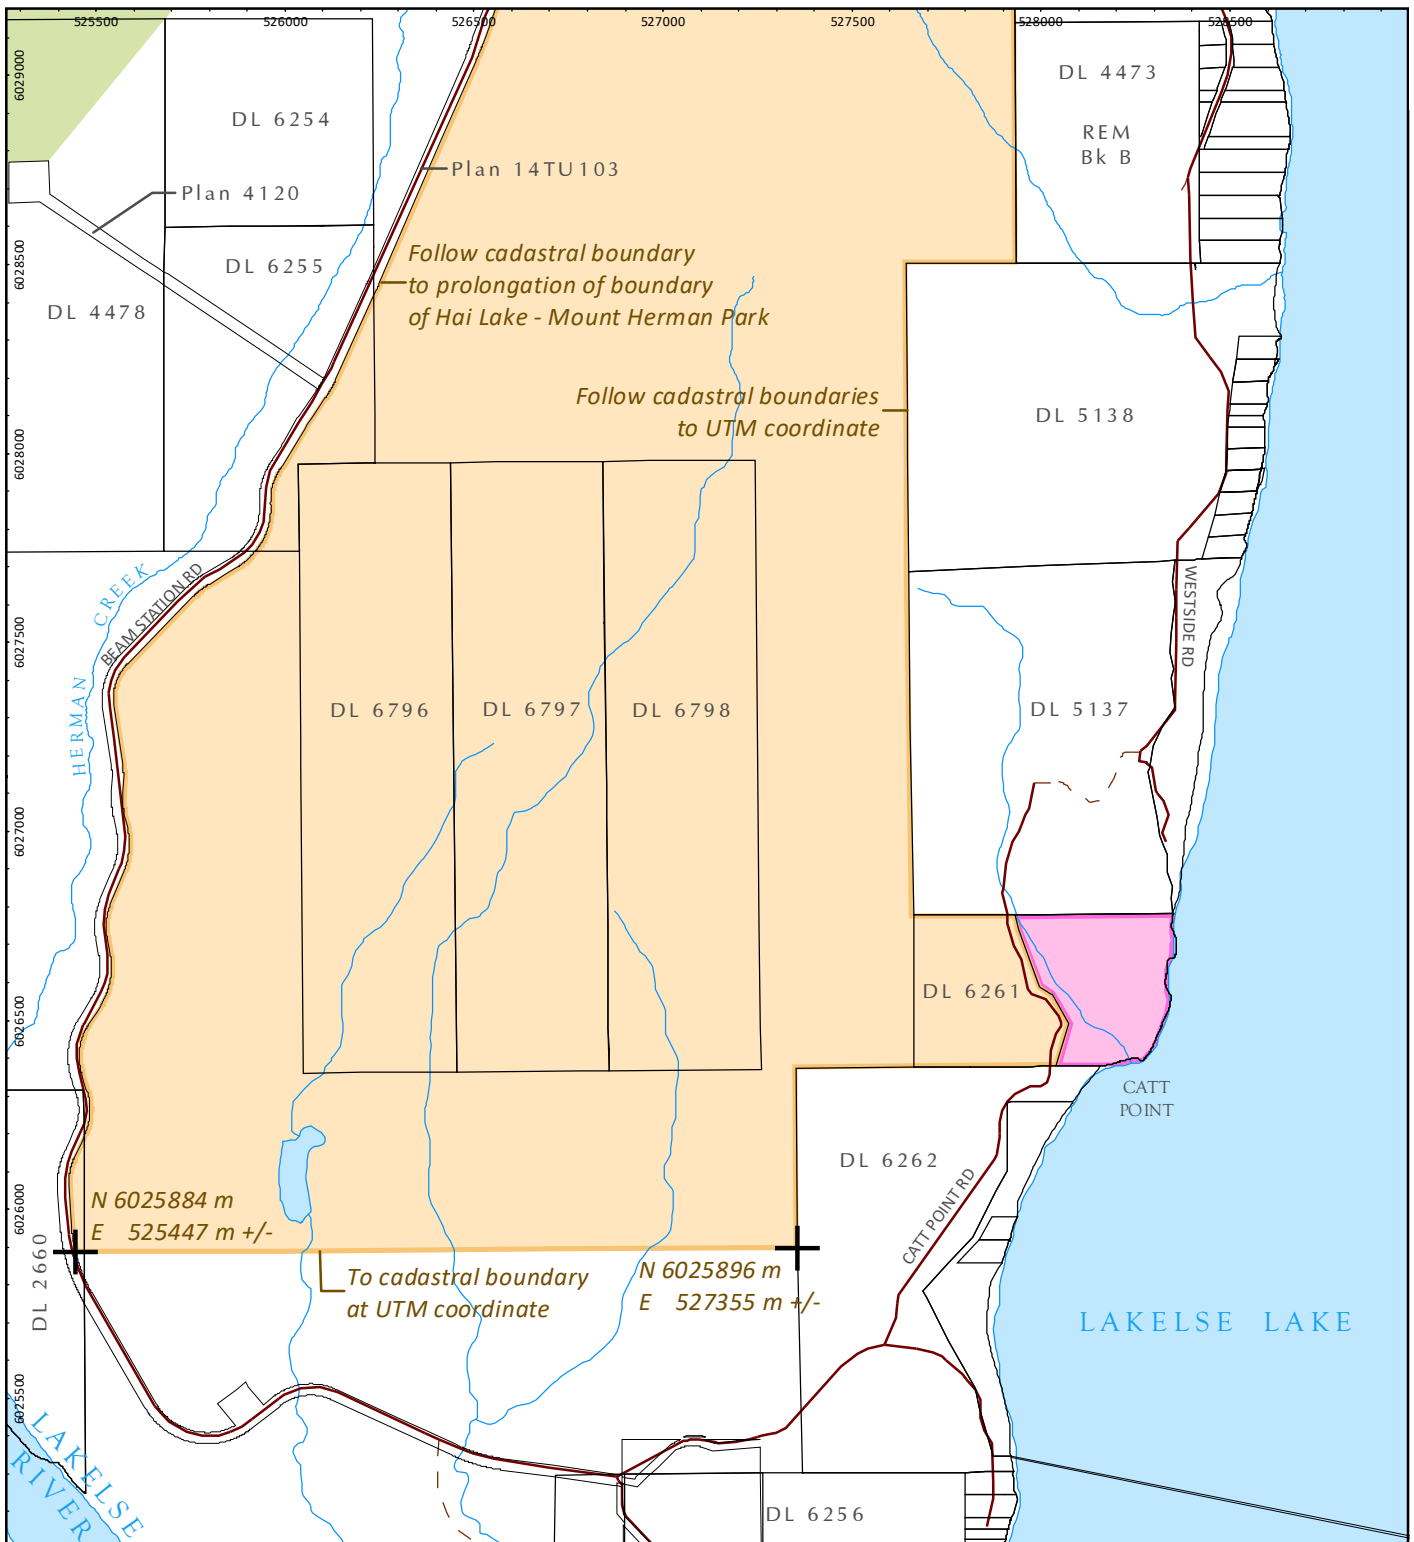 525500
526000
526500
527000
527500
528000
528500
6029000
6028500
6028000
6027500
6027000
6026500
6026000
6025500
DL 4473
REM
Bk B
DL 6254
Plan 14TU103
Plan 4120
DL 6255
DL 4478
Follow cadastral boundary
to prolongation of boundary
of Hai Lake - Mount Herman Park
Follow cadastral boundaries
to UTM coordinate
DL 5138
HERMAN CREEK
BEAM STATION RD
WESTSIDE RD
DL 6796
DL 6797
DL 6798
DL 5137
DL 6261
CATT
POINT
DL 6262
CATT POINT RD
N 6025884 m
E 525447 m +/-
DL 2660
To cadastral boundary
at UTM coordinate
N 6025896 m
E 527355 m +/-
LAKELSE LAKE
LAKELSE
RIVER
DL 6256